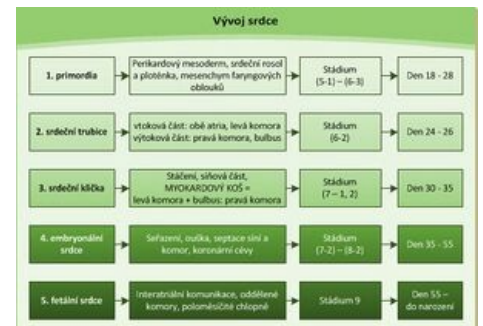 Vývoj srdce
1. primordia
Perikardový mesoderm, srdeční rosol
a ploténka, mesenchym faryngových
oblouků
Stádium
(5-1) – (6-3)
Den 18 - 28
2. srdeční trubice
vtoková část: obě atria, levá komora
výtoková část: pravá komora, bulbus
Stádium
(6-2)
Den 24 - 26
3. srdeční klička
Stáčení, síňová část,
MYOKARDOVÝ KOŠ =
levá komora + bulbus: pravá komora
Stádium
(7 – 1, 2)
Den 30 - 35
4. embryonální
srdce
Seřazení, ouška, septace síní a
komor, koronární cévy
Stádium
(7-2) – (8-2)
Den 35 - 55
5. fetální srdce
Interatriální komunikace, oddělené
komory, poloměsíčité chlopně
Stádium 9
Den 55 –
do narození